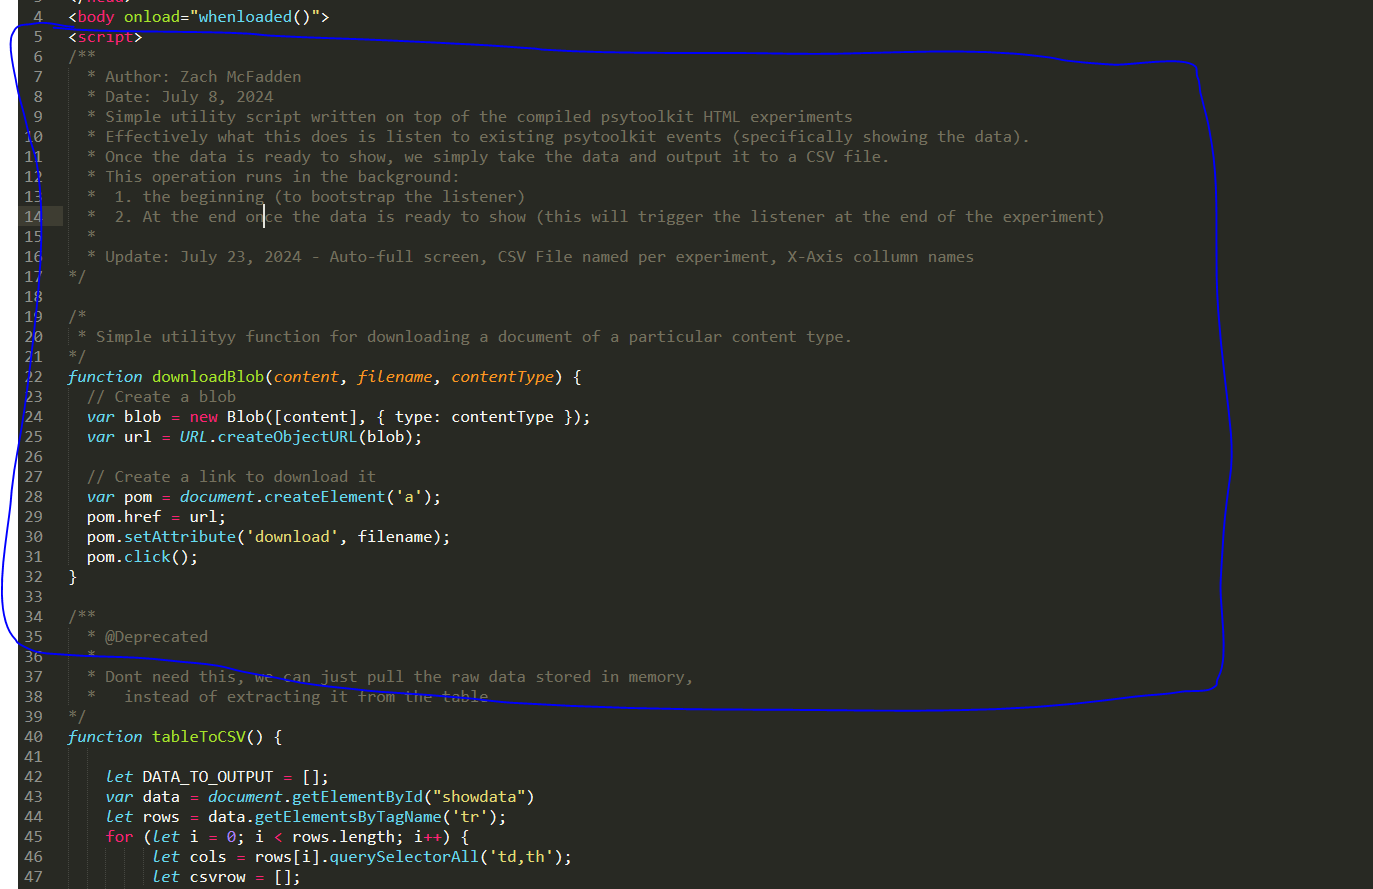 3 </head>
4 <body onload="whenloaded()">
5 <script>
6 /**
7 * Author: Zach McFadden
8 * Date: July 8, 2024
9 * Simple utility script written on top of the compiled psytoolkit HTML experiments
10 * Effectively what this does is listen to existing psytoolkit events (specifically showing the data).
11 * Once the data is ready to show, we simply take the data and output it to a CSV file.
12 * This operation runs in the background:
13 * 1. the beginning (to bootstrap the listener)
14 * 2. At the end once the data is ready to show (this will trigger the listener at the end of the experiment)
15 *
16 * Update: July 23, 2024 - Auto-full screen, CSV File named per experiment, X-Axis collumn names
17 */
18
19 /*
20 * Simple utilityy function for downloading a document of a particular content type.
21 */
22 function downloadBlob(content, filename, contentType) {
23 // Create a blob
24 var blob = new Blob([content], { type: contentType });
25 var url = URL.createObjectURL(blob);
26
27 // Create a link to download it
28 var pom = document.createElement('a');
29 pom.href = url;
30 pom.setAttribute('download', filename);
31 pom.click();
32 }
33
34 /**
35 * @Deprecated
36 *
37 * Dont need this, we can just pull the raw data stored in memory,
38 * instead of extracting it from the table
39 */
40 function tableToCSV() {
41
42 let DATA_TO_OUTPUT = [];
43 var data = document.getElementById("showdata")
44 let rows = data.getElementsByTagName('tr');
45 for (let i = 0; i < rows.length; i++) {
46 let cols = rows[i].querySelectorAll('td,th');
47 let csvrow = [];